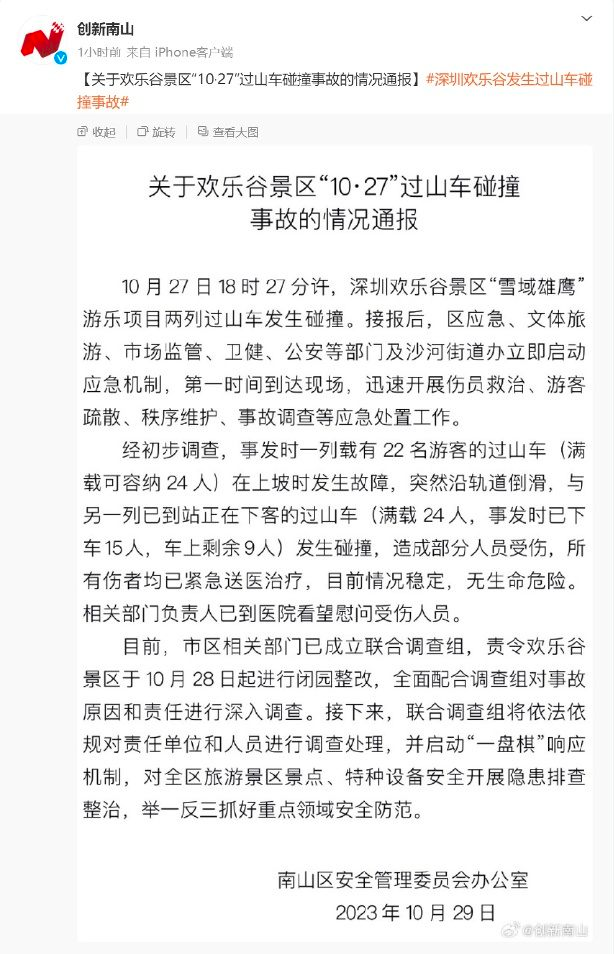 创新南山
1小时前 来自 iPhone客户端
【关于欢乐谷景区“10·27”过山车碰撞事故的情况通报】#深圳欢乐谷发生过山车碰
撞事故#
收起 旋转 查看大图
关于欢乐谷景区“10·27”过山车碰撞
事故的情况通报
10月27日18时27分许，深圳欢乐谷景区“雪域雄鹰”
游乐项目两列过山车发生碰撞。接报后，区应急、文体旅
游、市场监管、卫健、公安等部门及沙河街道办立即启动
应急机制，第一时间到达现场，迅速开展伤员救治、游客
疏散、秩序维护、事故调查等应急处置工作。
经初步调查，事发时一列载有22名游客的过山车（满
载可容纳24人）在上坡时发生故障，突然沿轨道倒滑，与
另一列已到站正在下客的过山车（满载24人，事发时已下
车15人，车上剩余9人）发生碰撞，造成部分人员受伤，所
有伤者均已紧急送医治疗，目前情况稳定，无生命危险。
相关部门负责人已到医院看望慰问受伤人员。
目前，市区相关部门已成立联合调查组，责令欢乐谷
景区于10月28日起进行闭园整改，全面配合调查组对事故
原因和责任进行深入调查。接下来，联合调查组将依法依
规对责任单位和人员进行调查处理，并启动“一盘棋”响应
机制，对全区旅游景区景点、特种设备安全开展隐患排查
整治，举一反三抓好重点领域安全防范。
南山区安全管理委员会办公室
2023年10月29日
@创新南山